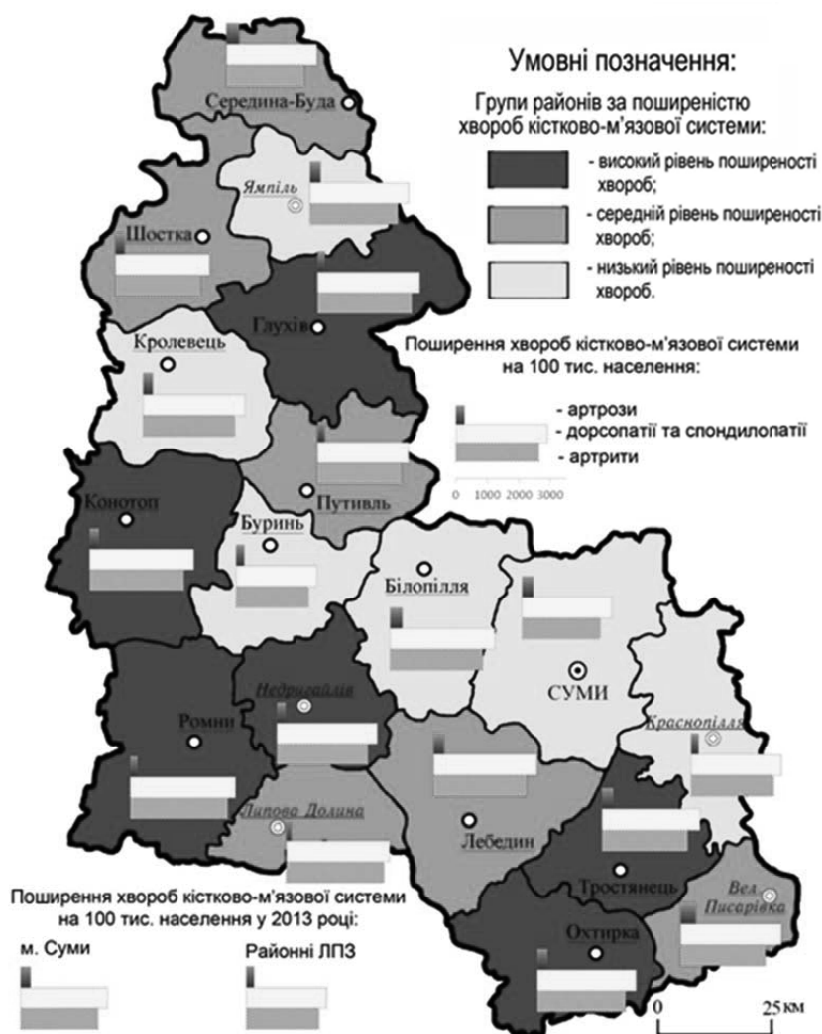 Умовні позначення:
Групи районів за поширеністю
хвороб кістково-м’язової системи:
- високий рівень поширеності
хвороб;
- середній рівень поширеності
хвороб;
- низький рівень поширеності
хвороб.
Поширення хвороб кістково-м’язової системи
на 100 тис. населення:
- артрози
- дорсопатії та спондилопатії
- артрити
0 1000 2000 3000
Середина-Буда
Ямпіль
Шостка
Глухів
Кролевець
Путивль
Конотоп
Буринь
Білопілля
СУМИ
Недригайлів
Ромни
Краснопілля
Липова Долина
Лебедин
Тростянець
Вел.
Писарівка
Охтирка
Поширення хвороб кістково-м’язової системи
на 100 тис. населення у 2013 році:
м. Суми
Районні ЛПЗ
0 25 км